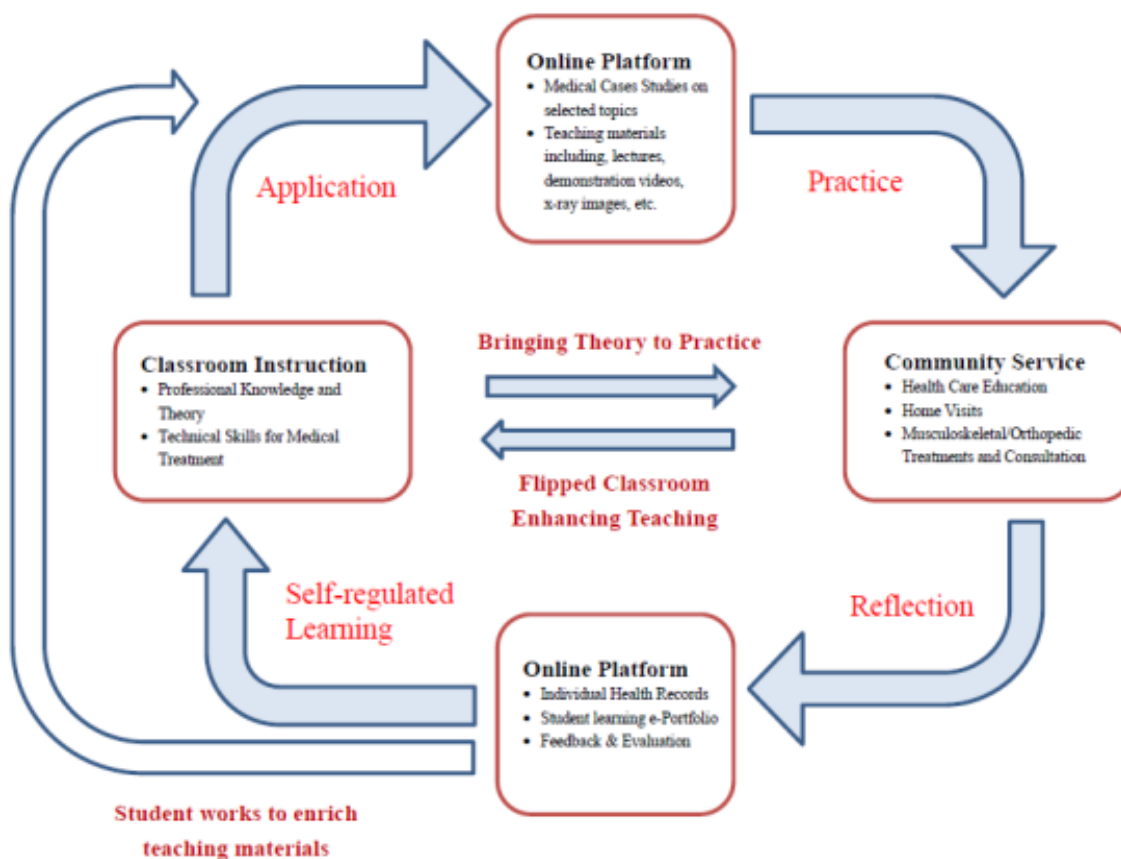 Online Platform
• Medical Cases Studies on
selected topics
• Teaching materials
including, lectures,
demonstration videos,
x-ray images, etc.
Application
Practice
Classroom Instruction
• Professional Knowledge and
Theory
• Technical Skills for Medical
Treatment
Bringing Theory to Practice
Flipped Classroom
Enhancing Teaching
Community Service
• Health Care Education
• Home Visits
• Musculoskeletal/Orthopedic
Treatments and Consultation
Self-regulated
Learning
Reflection
Online Platform
• Individual Health Records
• Student learning e-Portfolio
• Feedback & Evaluation
Student works to enrich
teaching materials